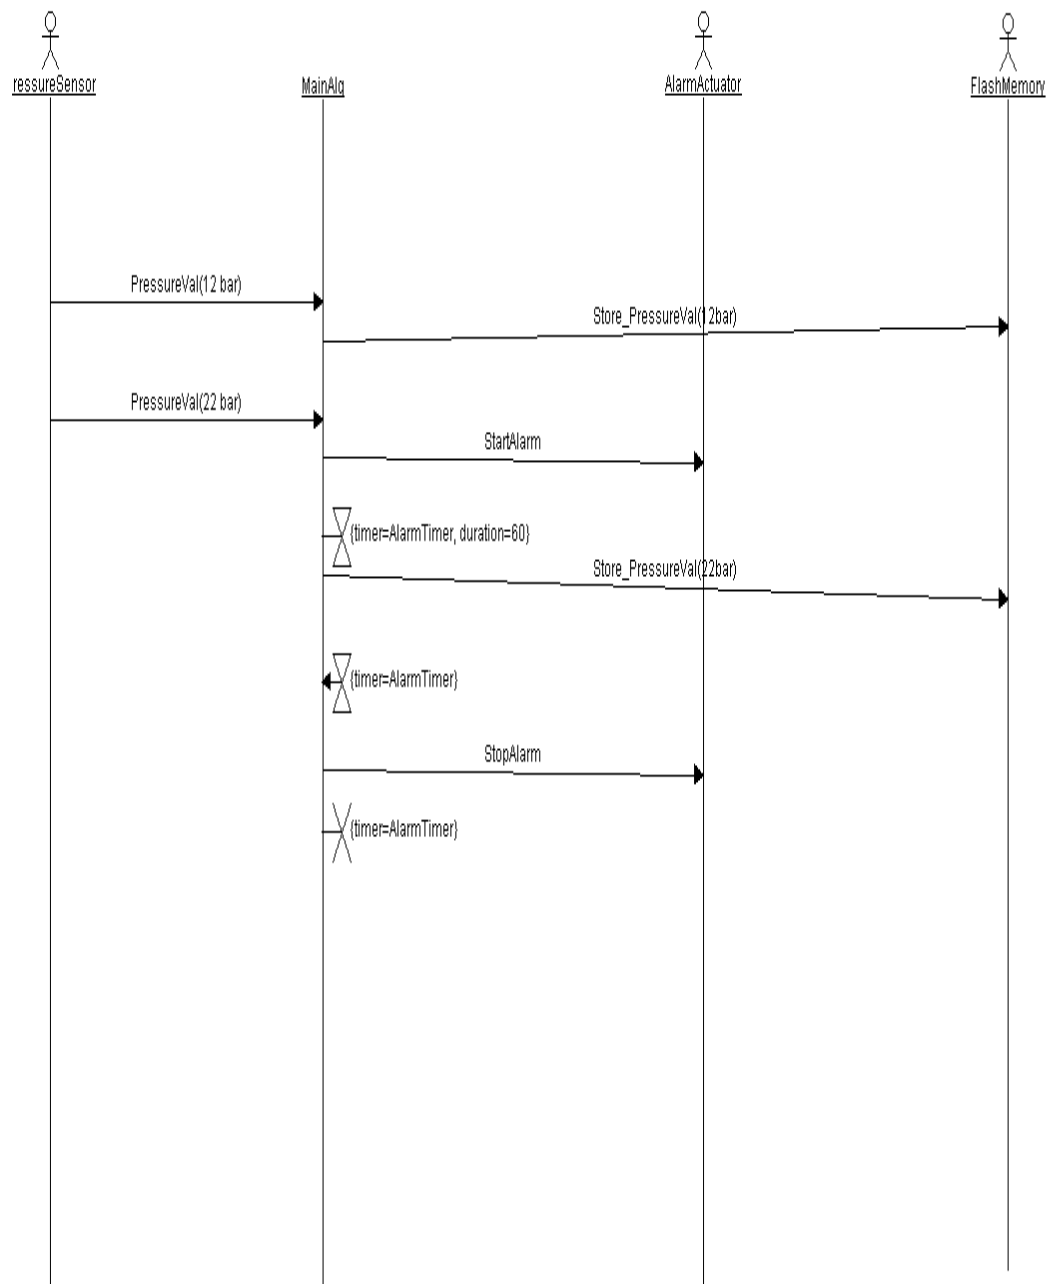 ressureSensor
MainAlg
AlarmActuator
FlashMemory
PressureVal(12 bar)
Store_PressureVal(12bar)
PressureVal(22 bar)
StartAlarm
{timer=AlarmTimer, duration=60}
Store_PressureVal(22bar)
{timer=AlarmTimer}
StopAlarm
{timer=AlarmTimer}